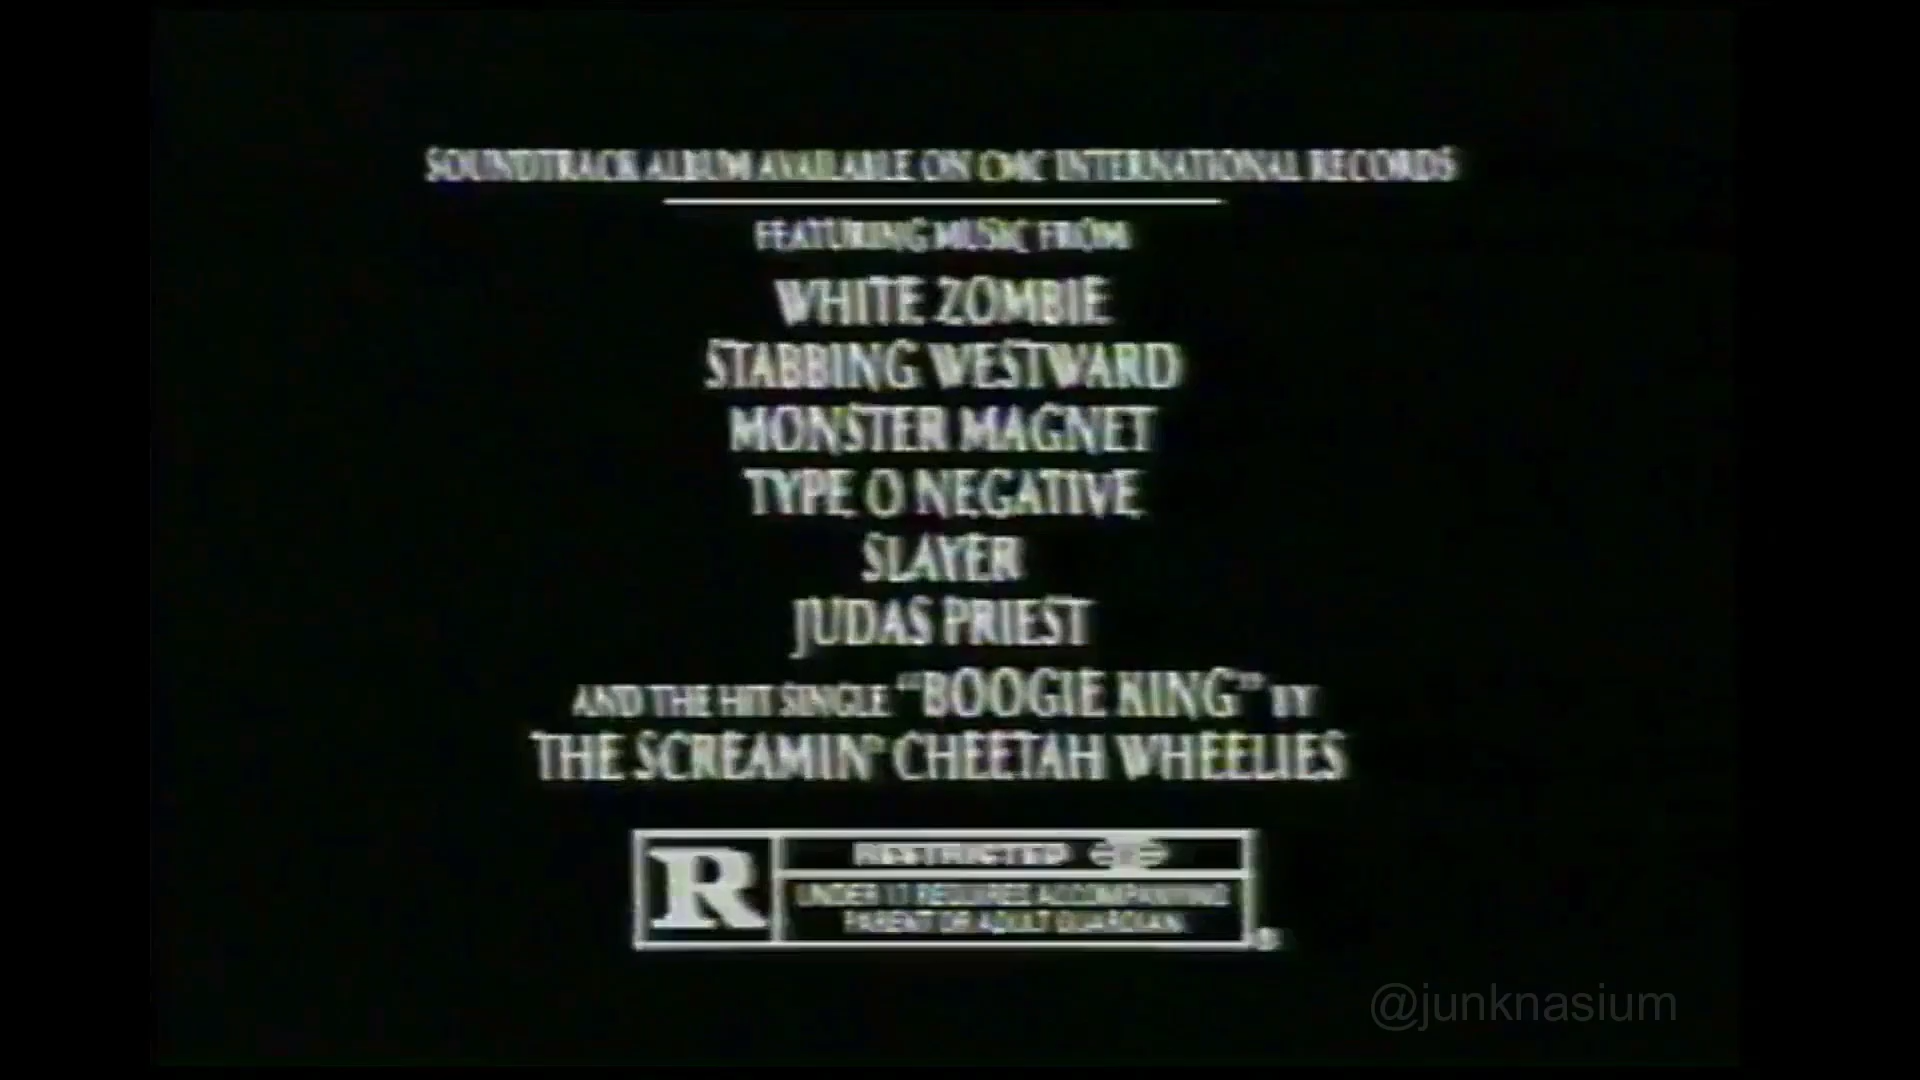 SOUNDTRACK ALBUM AVAILABLE ON CMC INTERNATIONAL RECORDS
FEATURING MUSIC FROM
WHITE ZOMBIE
STABBING WESTWARD
MONSTER MAGNET
TYPE O NEGATIVE
SLAYER
JUDAS PRIEST
AND THE HIT SINGLE "BOOGIE KING" BY
THE SCREAMIN' CHEETAH WHEELIES
R
RESTRICTED
UNDER 17 REQUIRES ACCOMPANYING
PARENT OR ADULT GUARDIAN
®
@junknasium